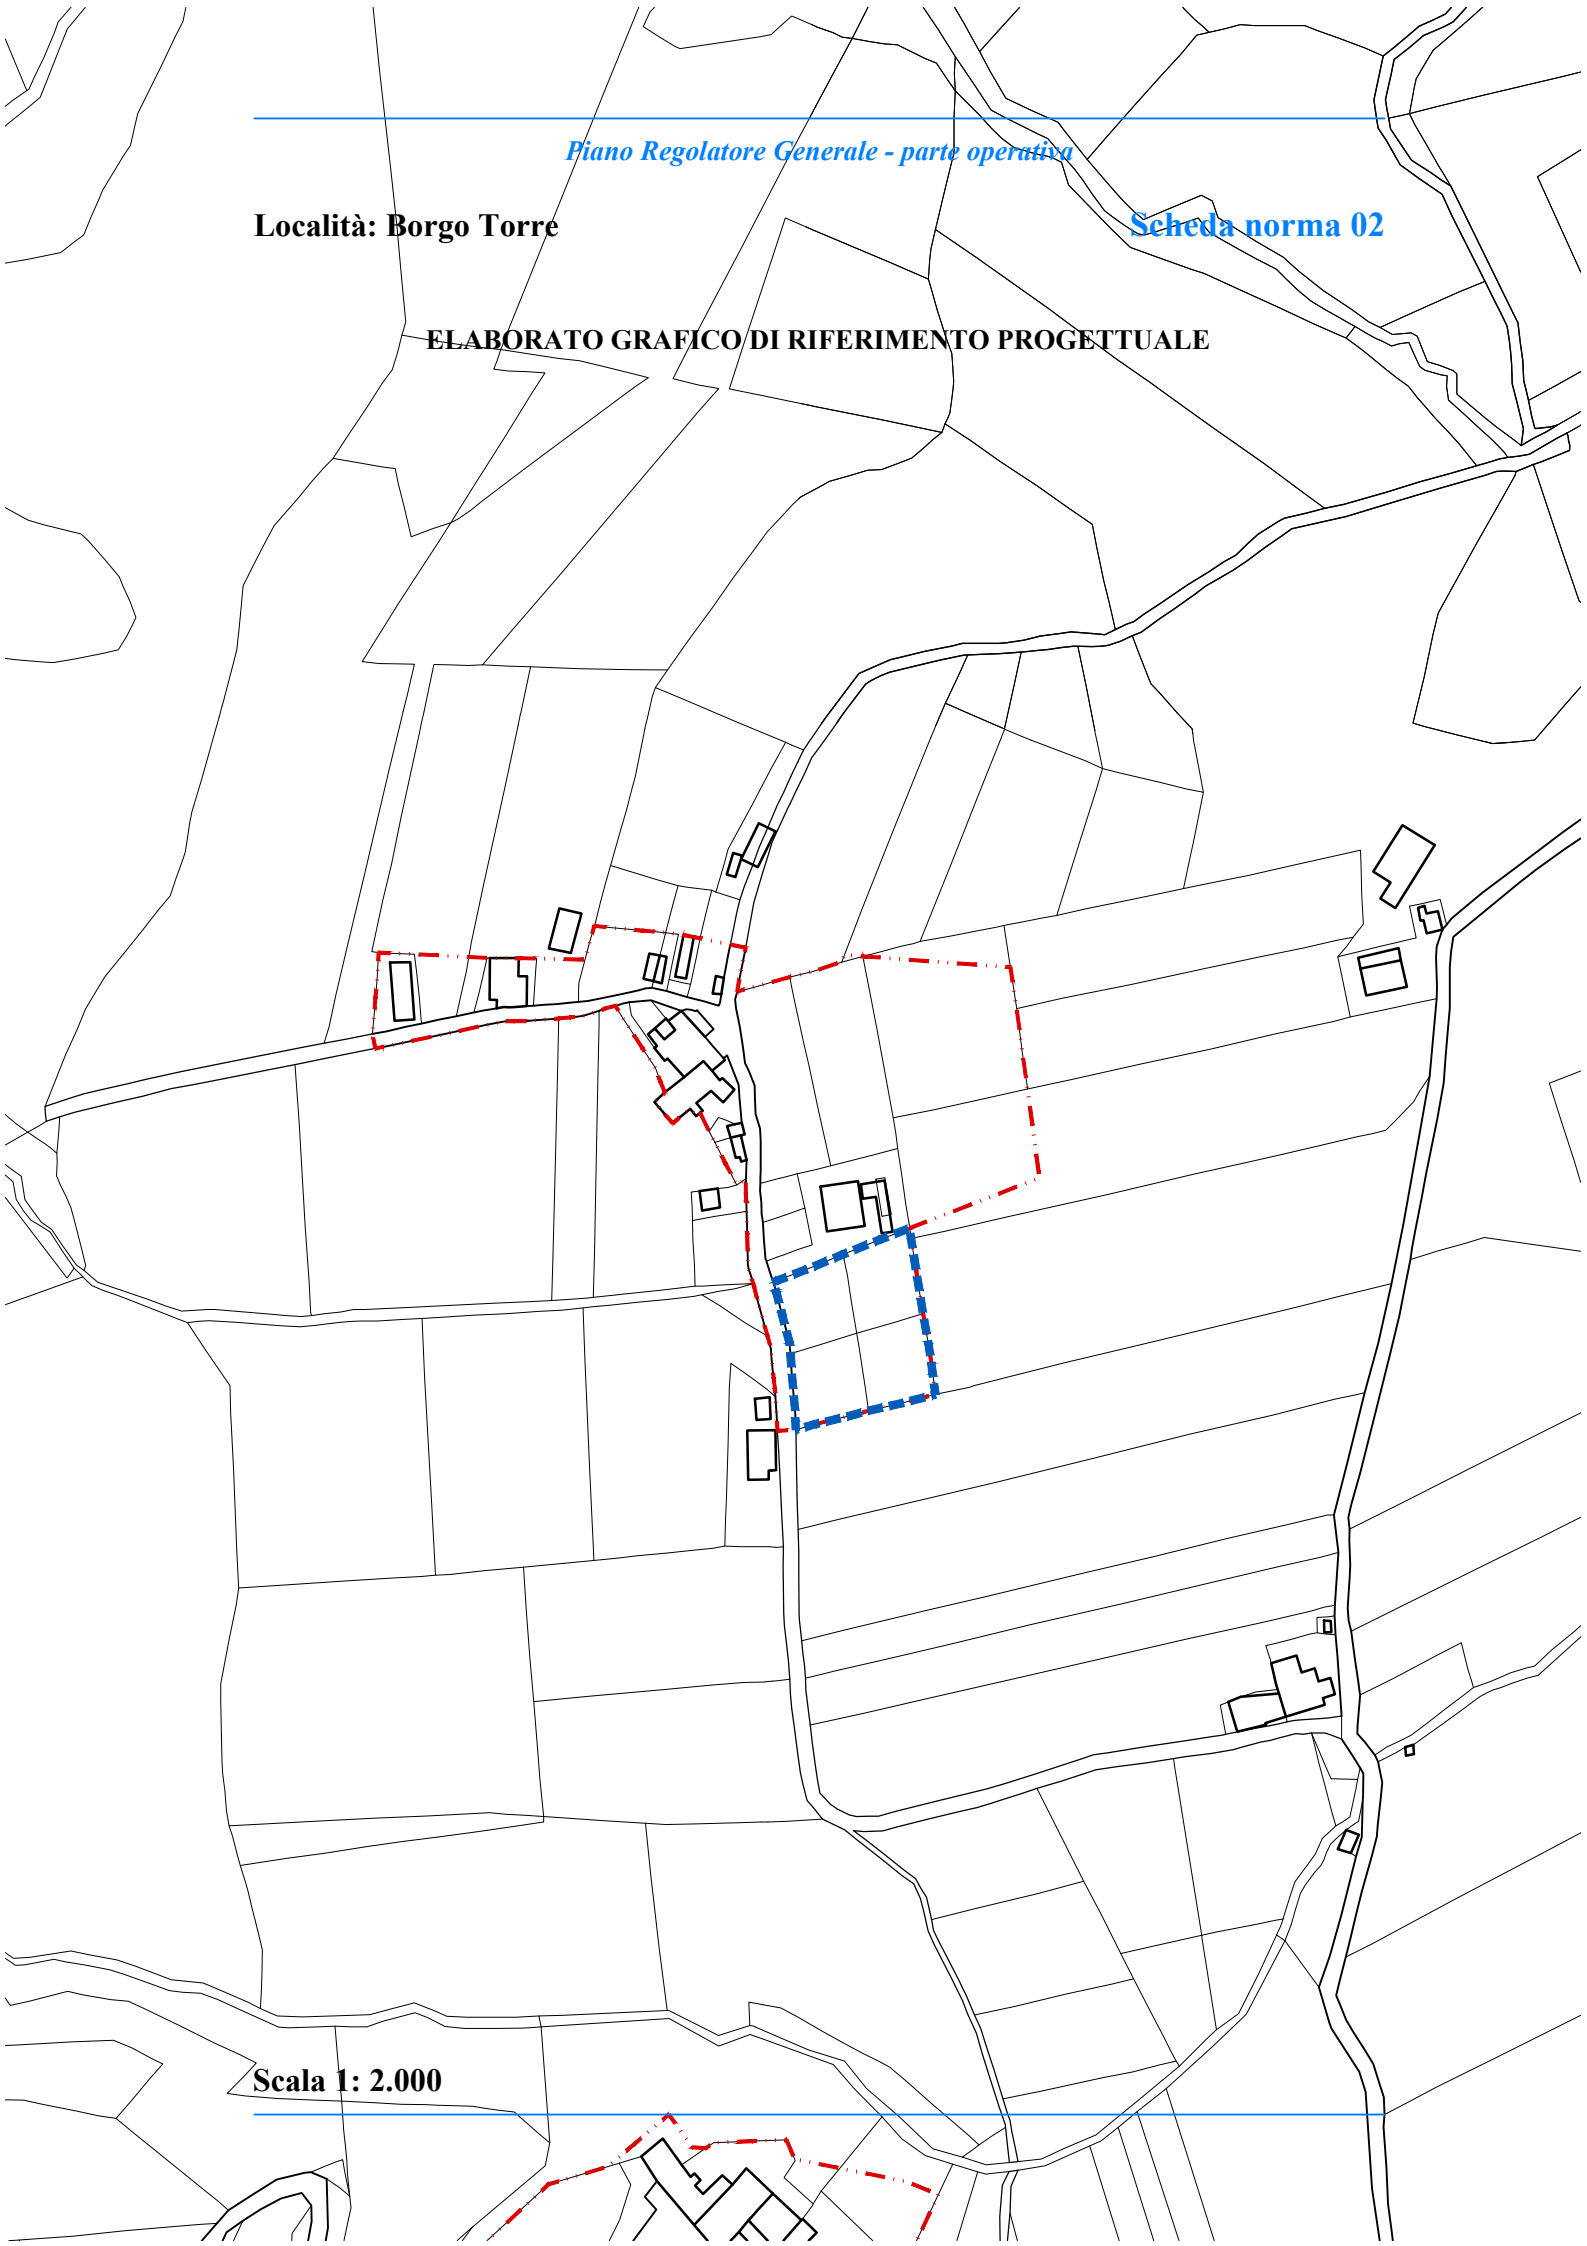 Piano Regolatore Generale - parte operativa
Località: Borgo Torre
Scheda norma 02
ELABORATO GRAFICO DI RIFERIMENTO PROGETTUALE
Scala 1: 2.000